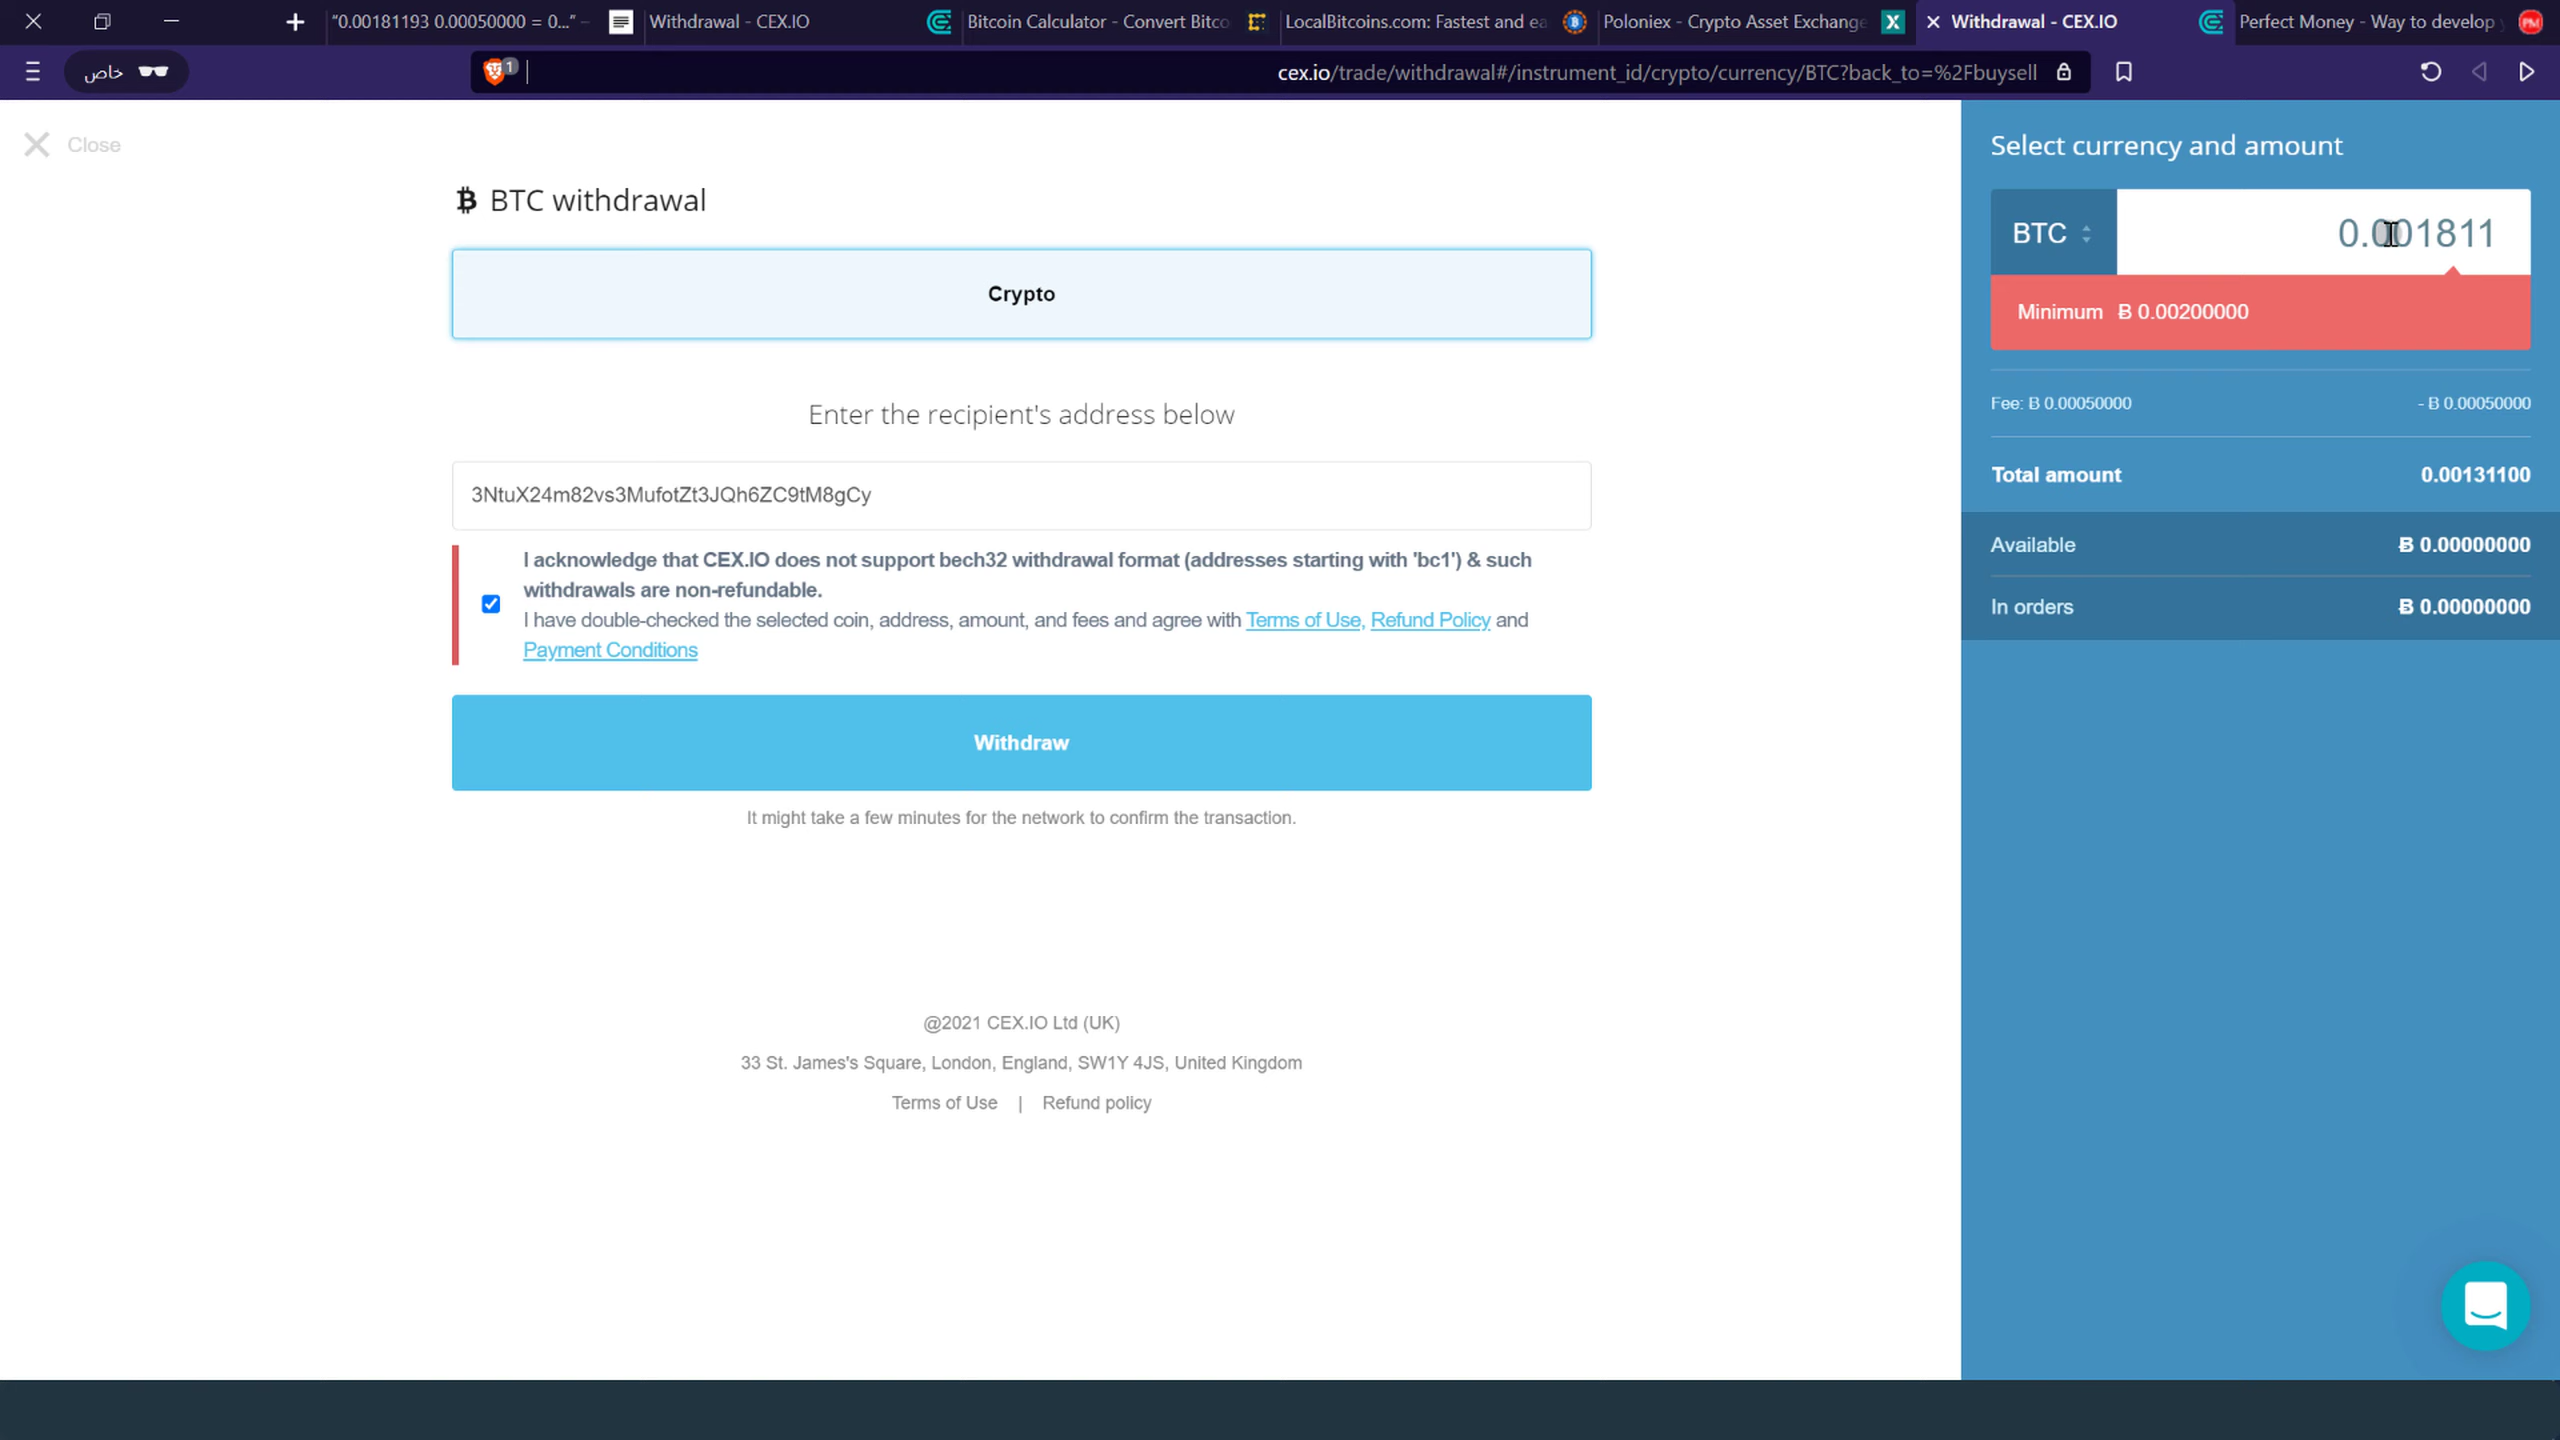 "0.00181193 0.00050000 = 0..." -
Withdrawal - CEX.IO
Bitcoin Calculator - Convert Bitco
LocalBitcoins.com: Fastest and ea
Poloniex - Crypto Asset Exchange
Withdrawal - CEX.IO
Perfect Money - Way to develop y
PM
خاص
1
cex.io/trade/withdrawal#/instrument_id/crypto/currency/BTC?back_to=%2Fbuysell
Close
BTC withdrawal
Crypto
Enter the recipient's address below
3NtuX24m82vs3MufotZt3JQh6ZC9tM8gCy
I acknowledge that CEX.IO does not support bech32 withdrawal format (addresses starting with 'bc1') & such
withdrawals are non-refundable.
I have double-checked the selected coin, address, amount, and fees and agree with Terms of Use, Refund Policy and
Payment Conditions
Withdraw
It might take a few minutes for the network to confirm the transaction.
@2021 CEX.IO Ltd (UK)
33 St. James's Square, London, England, SW1Y 4JS, United Kingdom
Terms of Use | Refund policy
Select currency and amount
BTC 0.001811
Minimum Ƀ 0.00200000
Fee: Ƀ 0.00050000 - Ƀ 0.00050000
Total amount 0.00131100
Available Ƀ 0.00000000
In orders Ƀ 0.00000000